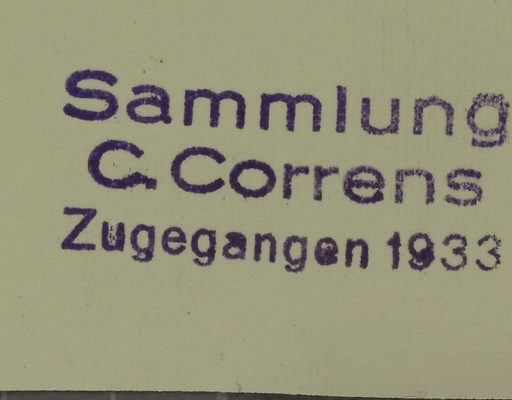 Sammlung
C. Correns
Zugegangen 1933